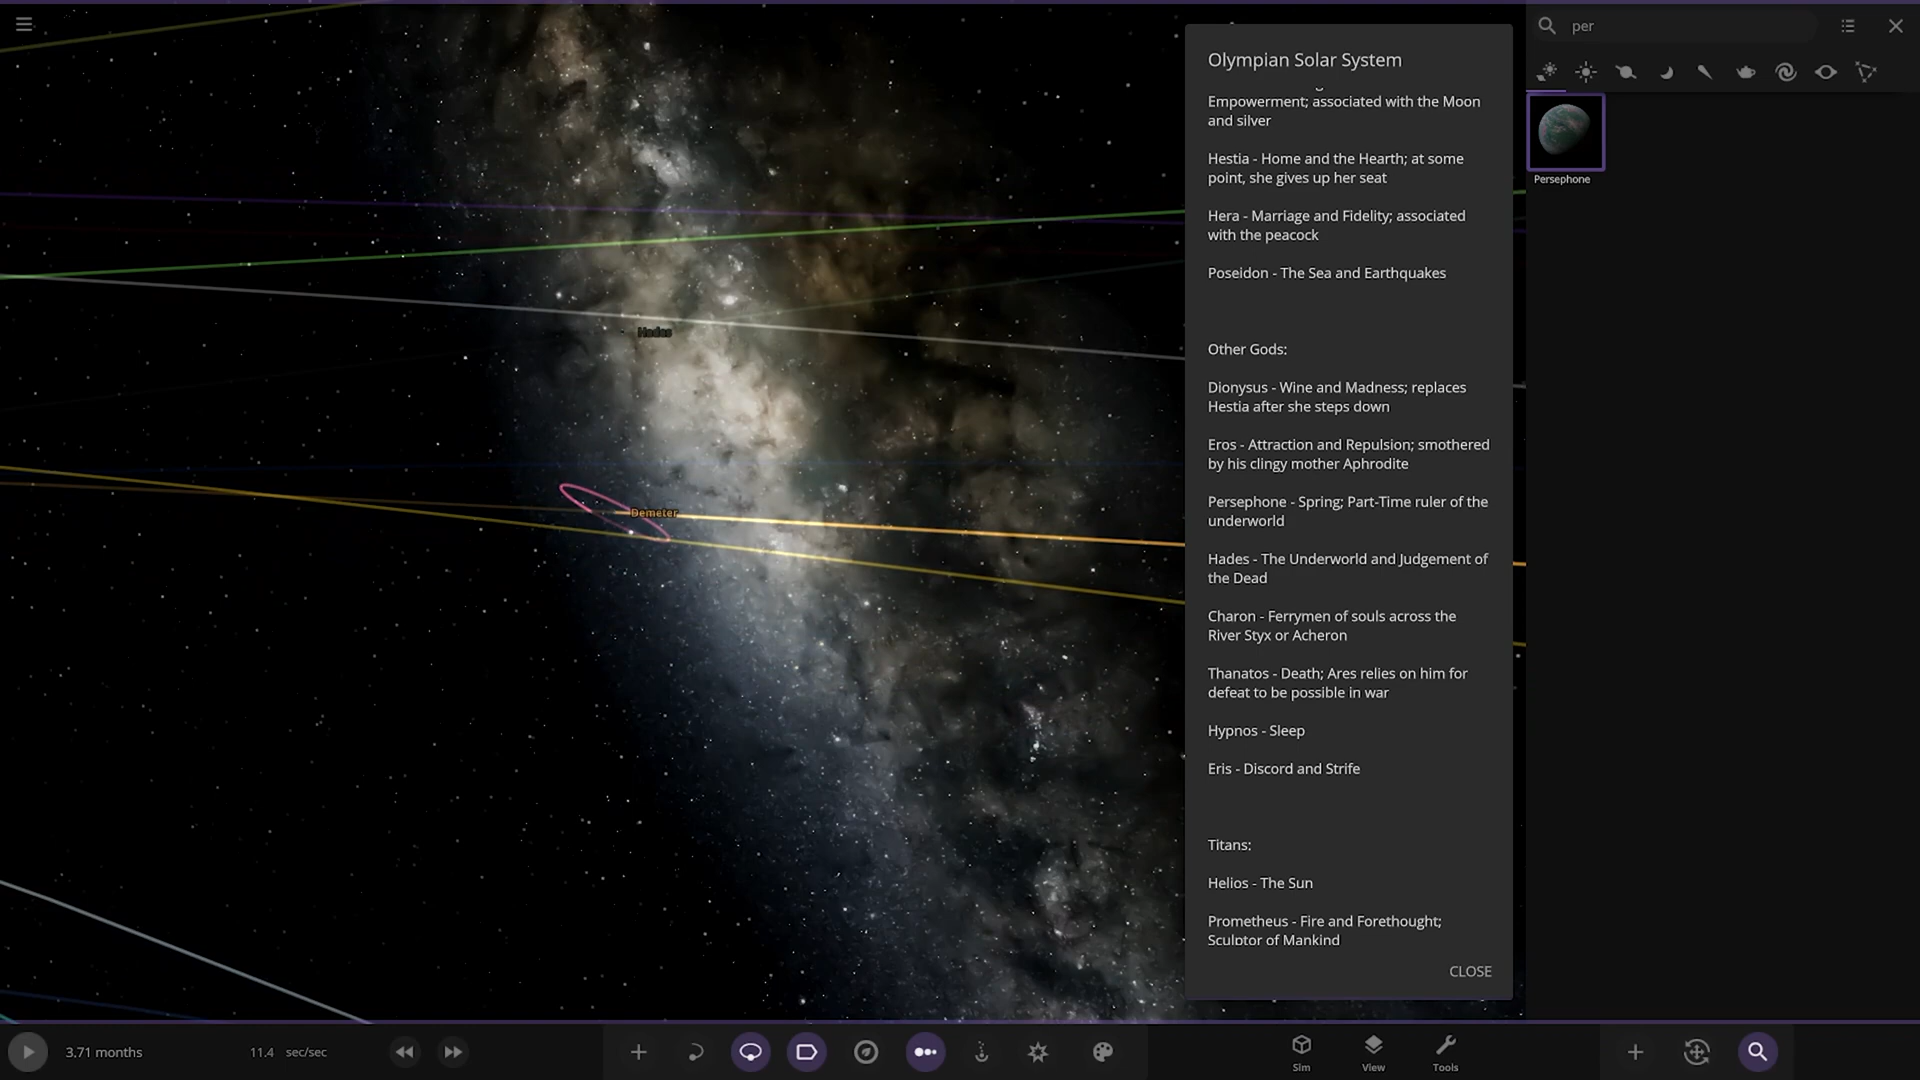 per
Persephone
Olympian Solar System
Empowerment; associated with the Moon
and silver
Hestia - Home and the Hearth; at some
point, she gives up her seat
Hera - Marriage and Fidelity; associated
with the peacock
Poseidon - The Sea and Earthquakes
Other Gods:
Dionysus - Wine and Madness; replaces
Hestia after she steps down
Eros - Attraction and Repulsion; smothered
by his clingy mother Aphrodite
Persephone - Spring; Part-Time ruler of the
underworld
Hades - The Underworld and Judgement of
the Dead
Charon - Ferrymen of souls across the
River Styx or Acheron
Thanatos - Death; Ares relies on him for
defeat to be possible in war
Hypnos - Sleep
Eris - Discord and Strife
Titans:
Helios - The Sun
Prometheus - Fire and Forethought;
Sculptor of Mankind
CLOSE
Hades
Demeter
3.71 months
11.4 sec/sec
Sim
View
Tools